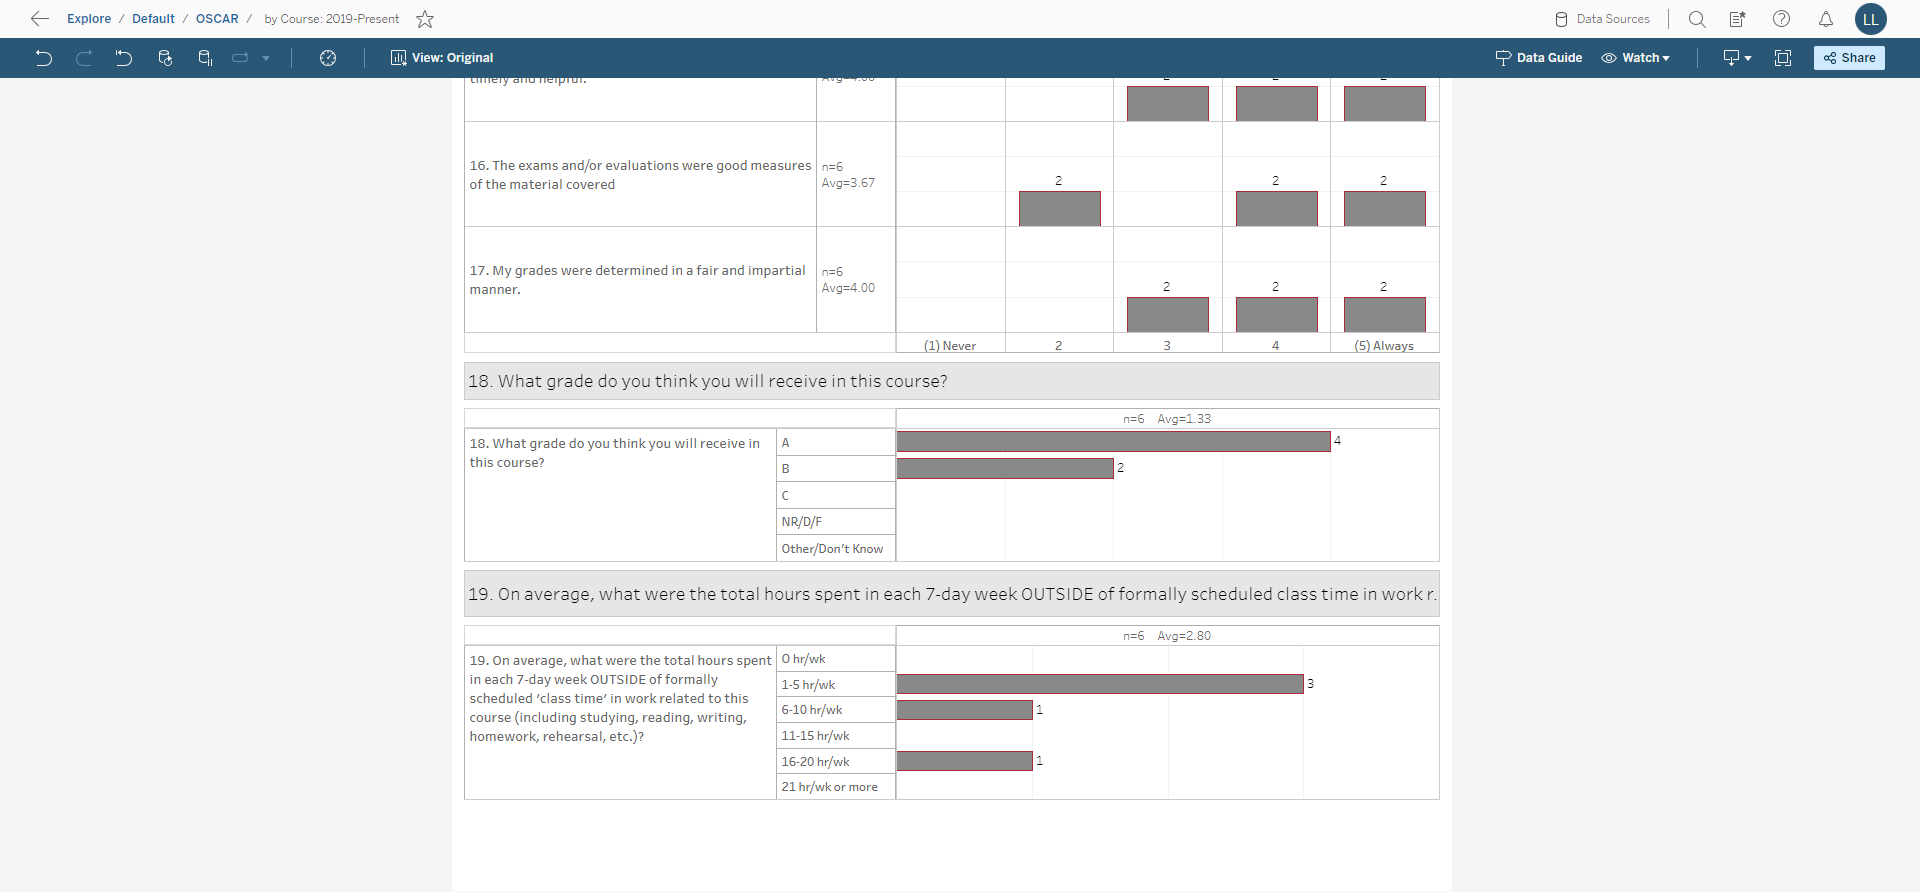 Explore / Default / OSCAR / by Course: 2019-Present
Data Sources
LL
View: Original
Data Guide
Watch
Share
timely and helpful.
Avg=4.00
2 2 2
16. The exams and/or evaluations were good measures
of the material covered
n=6
Avg=3.67
2 2 2
17. My grades were determined in a fair and impartial
manner.
n=6
Avg=4.00
2 2 2
(1) Never 2 3 4 (5) Always
18. What grade do you think you will receive in this course?
n=6 Avg=1.33
18. What grade do you think you will receive in
this course?
A 4
B 2
C
NR/D/F
Other/Don't Know
19. On average, what were the total hours spent in each 7-day week OUTSIDE of formally scheduled class time in work r.
n=6 Avg=2.80
19. On average, what were the total hours spent
in each 7-day week OUTSIDE of formally
scheduled 'class time' in work related to this
course (including studying, reading, writing,
homework, rehearsal, etc.)?
0 hr/wk
1-5 hr/wk 3
6-10 hr/wk 1
11-15 hr/wk
16-20 hr/wk 1
21 hr/wk or more